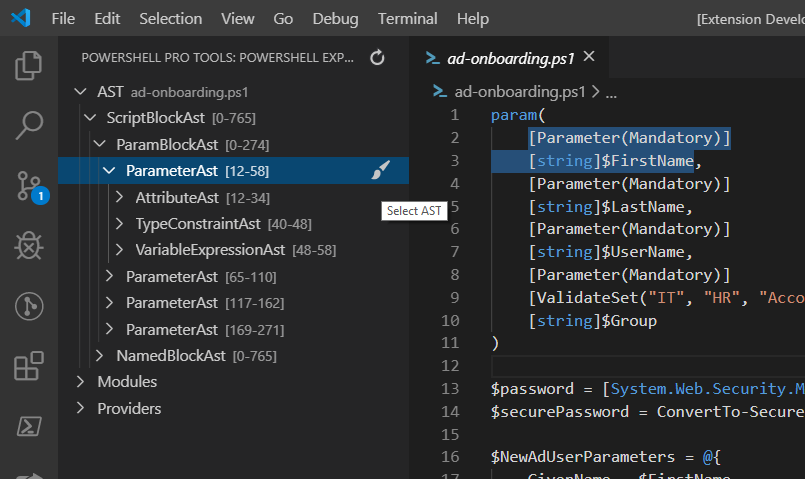 File Edit Selection View Go Debug Terminal Help [Extension Develo
POWERSHELL PRO TOOLS: POWERSHELL EXP...
AST ad-onboarding.ps1
ScriptBlockAst [0-765]
ParamBlockAst [0-274]
ParameterAst [12-58]
AttributeAst [12-34]
TypeConstraintAst [40-48]
VariableExpressionAst [48-58]
ParameterAst [65-110]
ParameterAst [117-162]
ParameterAst [169-271]
NamedBlockAst [0-765]
Modules
Providers
1
Select AST
ad-onboarding.ps1
ad-onboarding.ps1 > ...
1 param(
2 [Parameter(Mandatory)]
3 [string]$FirstName,
4 [Parameter(Mandatory)]
5 [string]$LastName,
6 [Parameter(Mandatory)]
7 [string]$UserName,
8 [Parameter(Mandatory)]
9 [ValidateSet("IT", "HR", "Acco
10 [string]$Group
11 )
12
13 $password = [System.Web.Security.M
14 $securePassword = ConvertTo-Secure
15
16 $NewAdUserParameters = @{
17 GivenName = $FirstName